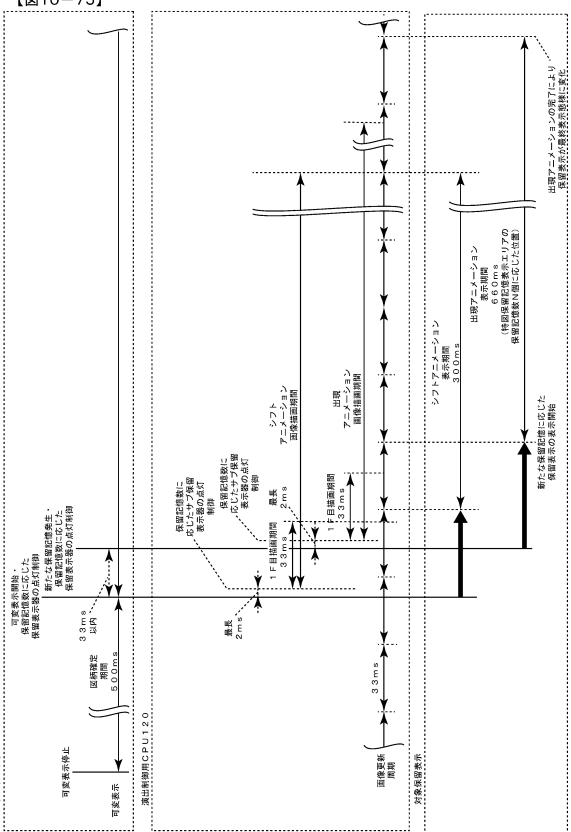 【図10－73】
可変表示停止
可変表示
図柄確定
期間
500ms
可変表示開始・
保留記憶数に応じた
保留表示器の点灯制御
33ms
以内
新たな保留記憶発生・
保留記憶数に応じた
保留表示器の点灯制御
演出制御用CPU120
最長
2ms
保留記憶数に
応じたサブ保留
表示器の点灯
制御
保留記憶数に
応じたサブ保留
表示器の点灯
制御
最長
2ms
1F目描画期間
33ms
シフト
アニメーション
画像描画期間
1F目描画期間
33ms
出現
アニメーション
画像描画期間
画像更新
周期
33ms
対象保留表示
シフトアニメーション
表示期間
300ms
出現アニメーション
表示期間
660ms
(特図保留記憶表示エリアの
保留記憶数N個に応じた位置)
新たな保留記憶に応じた
保留表示の表示開始
出現アニメーションの完了により
保留表示が最終表示態様に変化